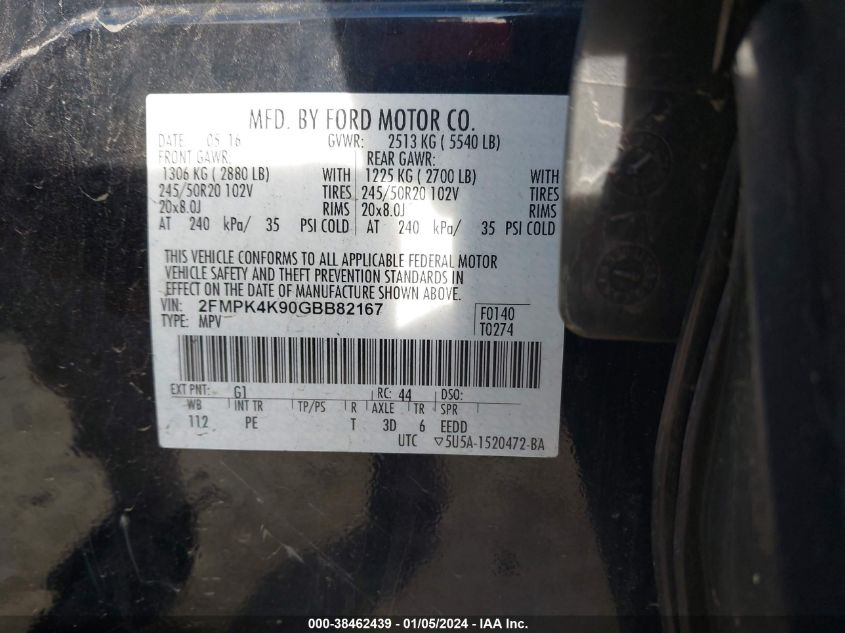 MFD. BY FORD MOTOR CO.
DATE 05 16 GVWR: 2513 KG ( 5540 LB)
FRONT GAWR: REAR GAWR:
1306 KG ( 2880 LB) WITH 1225 KG ( 2700 LB) WITH
245/50R20 102V TIRES 245/50R20 102V TIRES
20x8.0J RIMS 20x8.0J RIMS
AT 240 kPa/ 35 PSI COLD AT 240 kPa/ 35 PSI COLD
THIS VEHICLE CONFORMS TO ALL APPLICABLE FEDERAL MOTOR
VEHICLE SAFETY AND THEFT PREVENTION STANDARDS IN
EFFECT ON THE DATE OF MANUFACTURE SHOWN ABOVE.
VIN: 2FMPK4K90GBB82167 F0140
TYPE: MPV T0274
EXT PNT: G1 RC: 44 DSO:
WB INT TR TP/PS R AXLE TR SPR
112 PE T 3D 6 EEDD
UTC ▽5U5A-1520472-BA
000-38462439 - 01/05/2024 - IAA Inc.